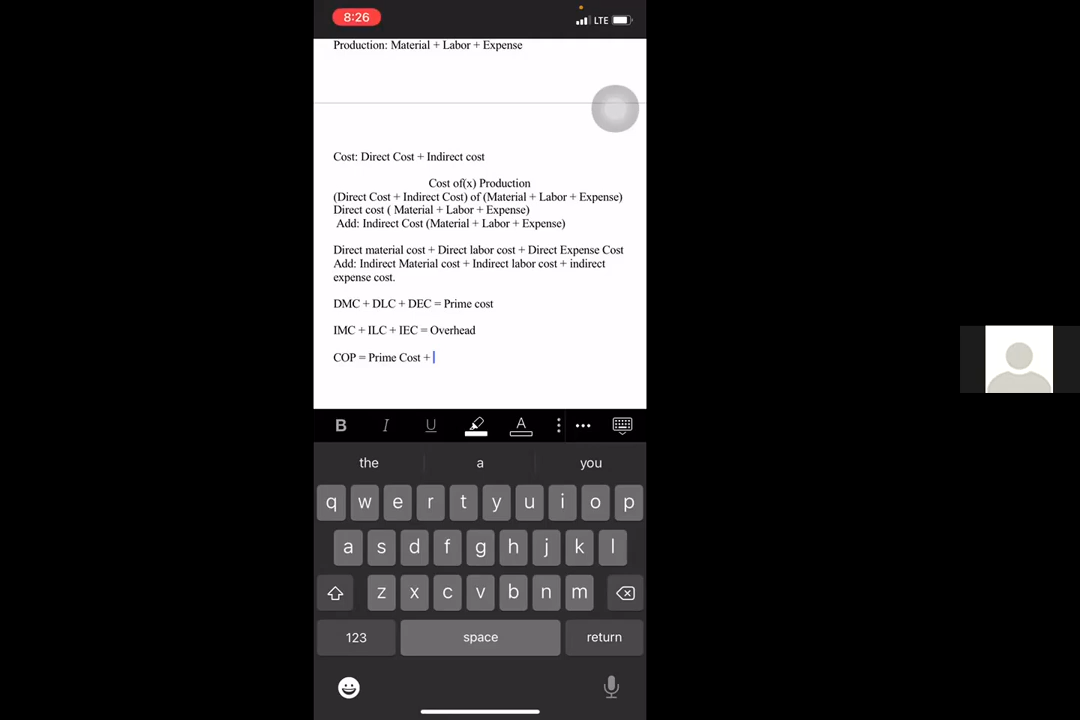 8:26
LTE
Production: Material + Labor + Expense
Cost: Direct Cost + Indirect cost
Cost of(x) Production
(Direct Cost + Indirect Cost) of (Material + Labor + Expense)
Direct cost ( Material + Labor + Expense)
Add: Indirect Cost (Material + Labor + Expense)
Direct material cost + Direct labor cost + Direct Expense Cost
Add: Indirect Material cost + Indirect labor cost + indirect
expense cost.
DMC + DLC + DEC = Prime cost
IMC + ILC + IEC = Overhead
COP = Prime Cost +
B I U A
the a you
q w e r t y u i o p
a s d f g h j k l
z x c v b n m
123 space return